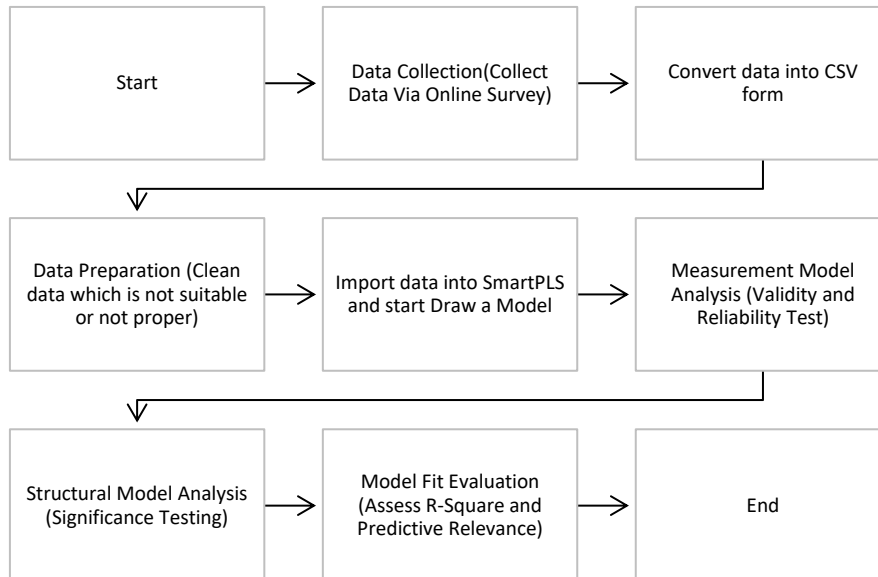 Start
Data Collection(Collect
Data Via Online Survey)
Convert data into CSV
form
Data Preparation (Clean
data which is not suitable
or not proper)
Import data into SmartPLS
and start Draw a Model
Measurement Model
Analysis (Validity and
Reliability Test)
Structural Model Analysis
(Significance Testing)
Model Fit Evaluation
(Assess R-Square and
Predictive Relevance)
End